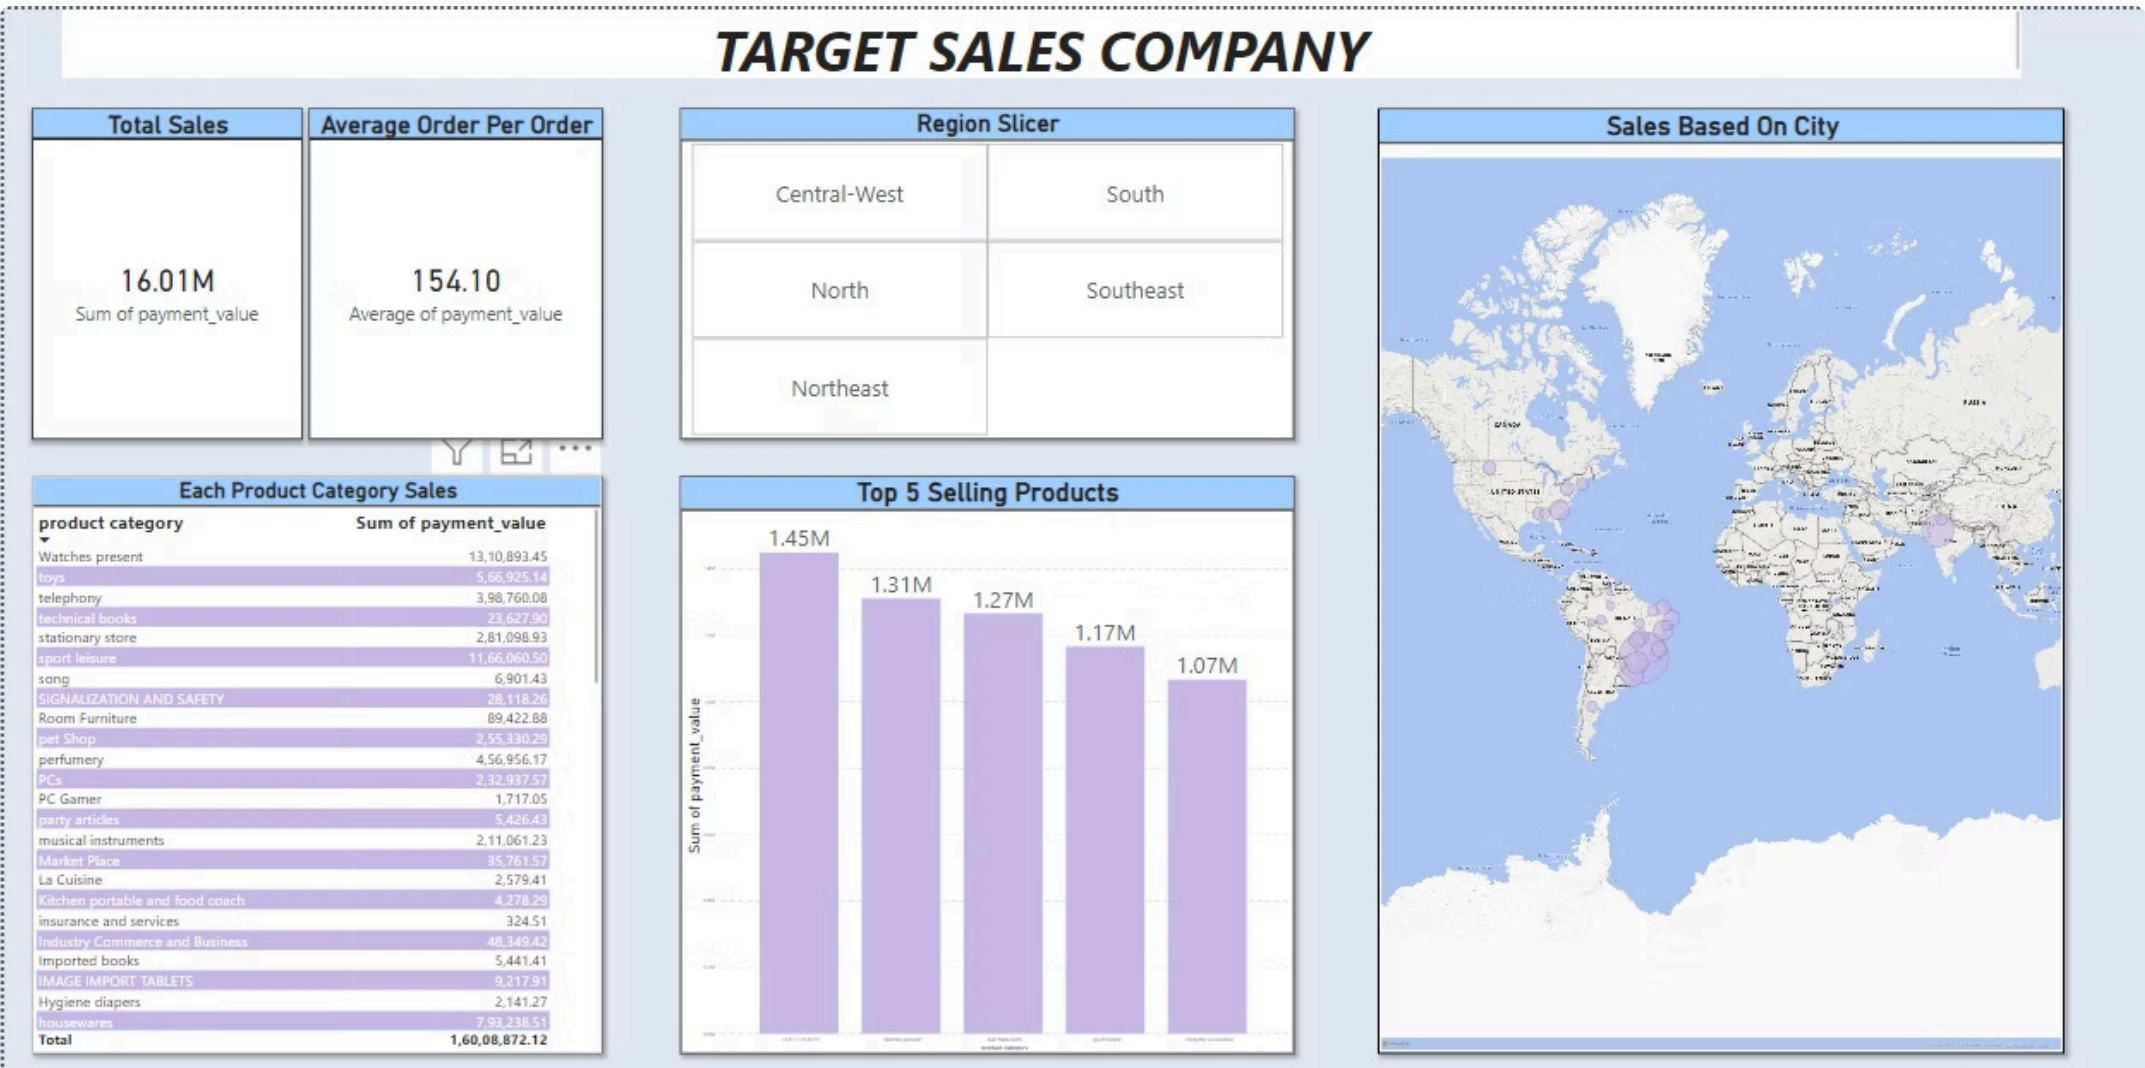 TARGET SALES COMPANY
Total Sales
16.01M
Sum of payment_value
Average Order Per Order
154.10
Average of payment_value
Region Slicer
Central-West South
North Southeast
Northeast
Sales Based On City
CANADA
UNITED STATES
RUSSIA
Each Product Category Sales
product category Sum of payment_value
Watches present 13,10,893.45
toys 5,66,925.14
telephony 3,98,760.08
technical books 23,627.90
stationary store 2,81,098.93
sport leisure 11,66,060.50
song 6,901.43
SIGNALIZATION AND SAFETY 28,118.26
Room Furniture 89,422.88
pet Shop 2,55,330.29
perfumery 4,56,956.17
PCs 2,32,937.57
PC Gamer 1,717.05
party articles 5,426.43
musical instruments 2,11,061.23
Market Place 35,761.57
La Cuisine 2,579.41
Kitchen portable and food coach 4,278.29
insurance and services 324.51
Industry Commerce and Business 48,349.42
Imported books 5,441.41
IMAGE IMPORT TABLETS 9,217.91
Hygiene diapers 2,141.27
housewares 7,93,238.51
Total 1,60,08,872.12
Top 5 Selling Products
1.45M
1.31M
1.27M
1.17M
1.07M
Sum of payment_value
product category